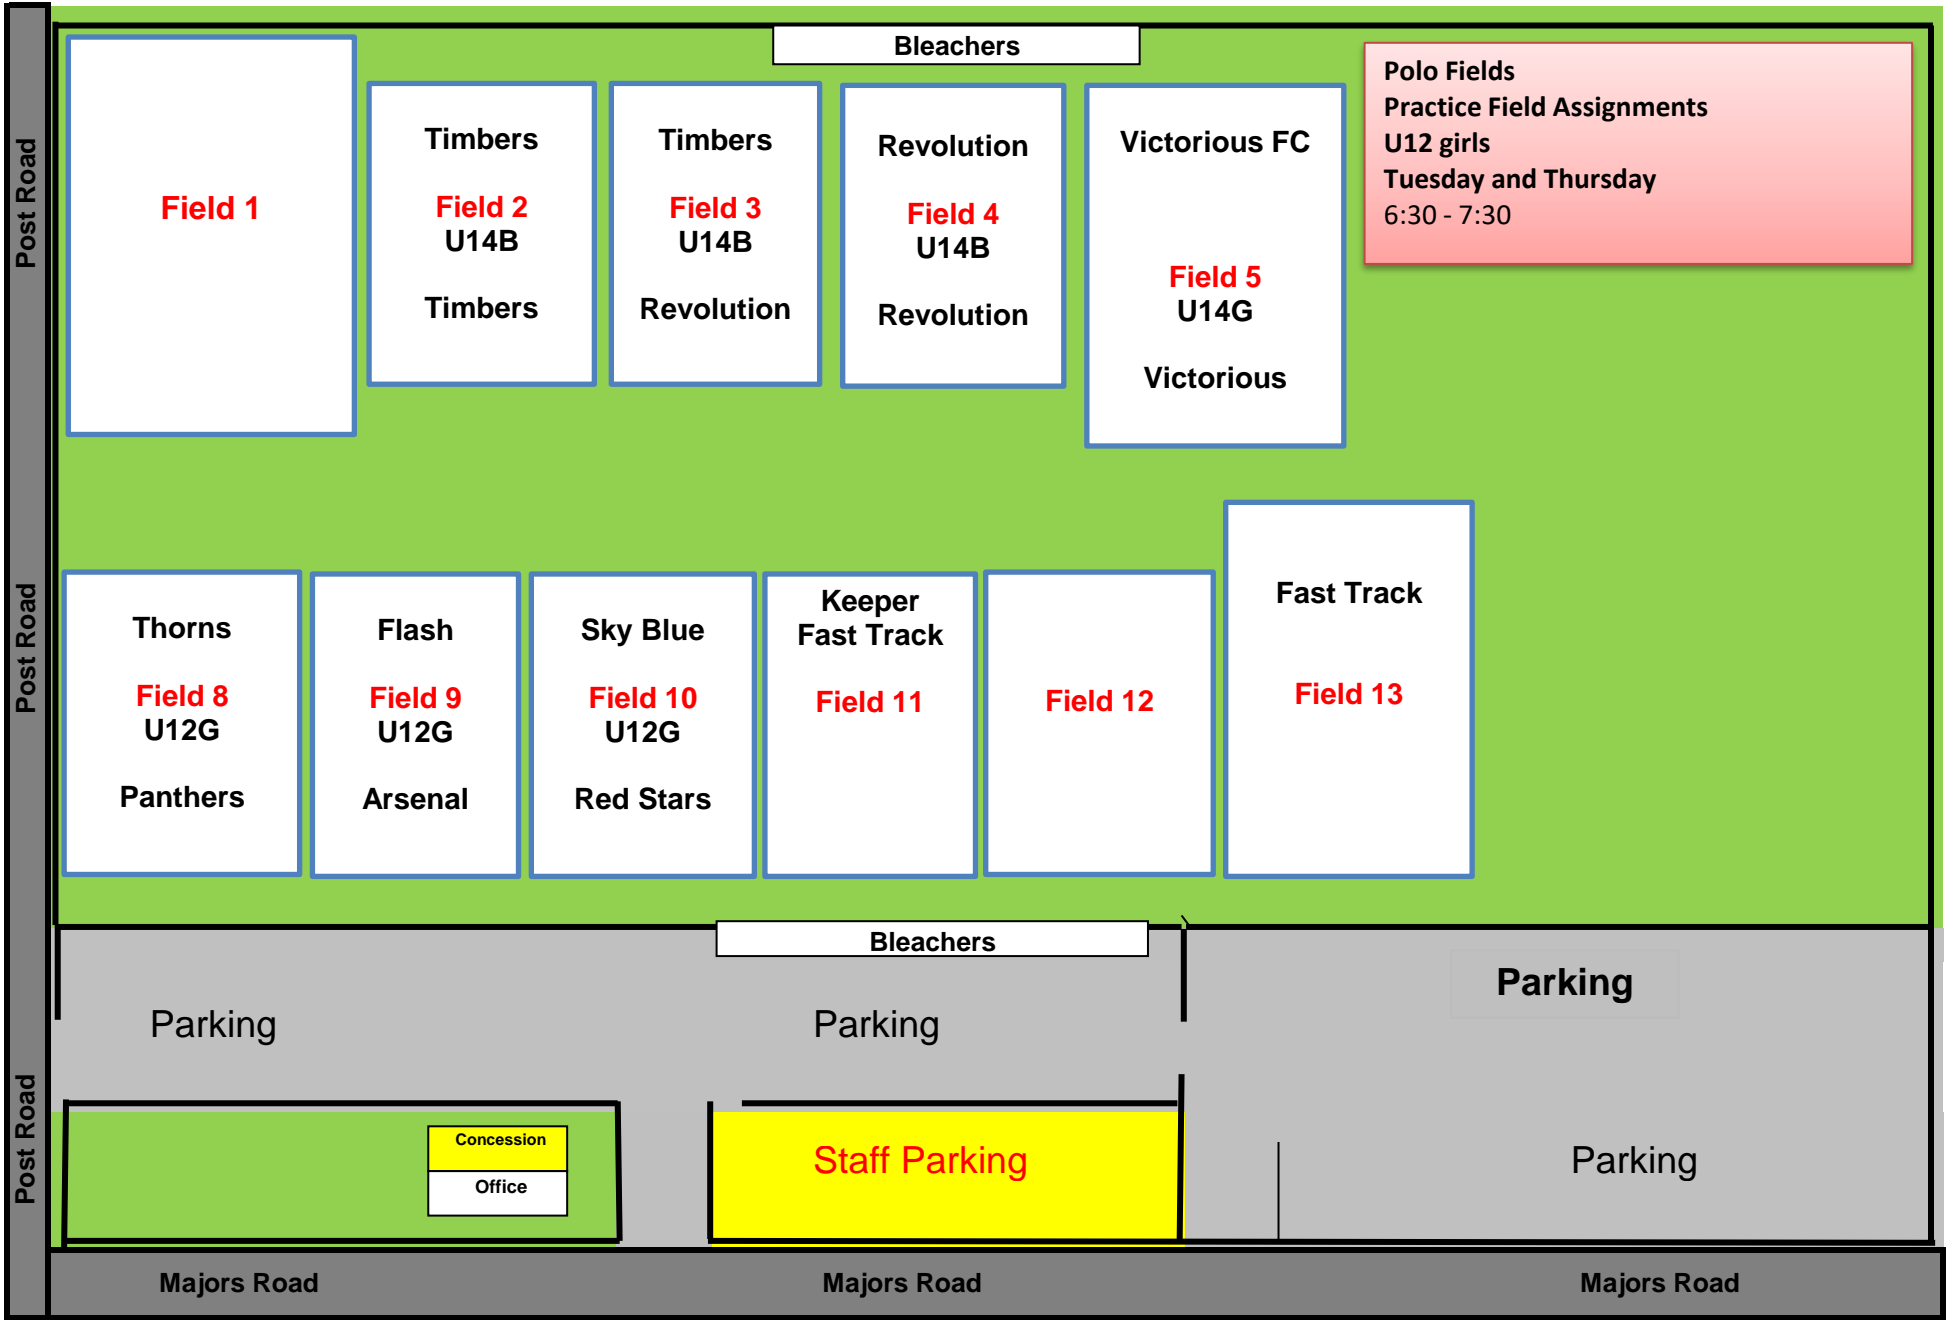 Bleachers
Polo Fields
Practice Field Assignments
U12 girls
Tuesday and Thursday
6:30 - 7:30
Post Road
Field 1
Timbers
Field 2
U14B
Timbers
Timbers
Field 3
U14B
Revolution
Revolution
Field 4
U14B
Revolution
Victorious FC
Field 5
U14G
Victorious
Post Road
Thorns
Field 8
U12G
Panthers
Flash
Field 9
U12G
Arsenal
Sky Blue
Field 10
U12G
Red Stars
Keeper
Fast Track
Field 11
Field 12
Fast Track
Field 13
Bleachers
Parking
Parking
Parking
Post Road
Concession
Office
Staff Parking
Parking
Majors Road
Majors Road
Majors Road